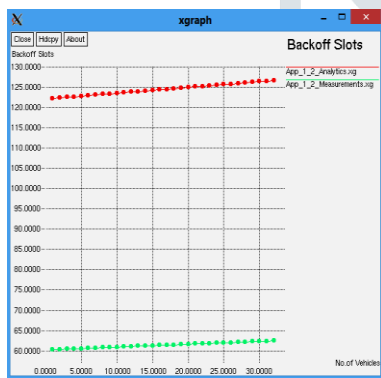 xgraph
Close Hdcpy About
Backoff Slots
Backoff Slots
App_1_2_Analytics.xg
App_1_2_Measurements.xg
130.0000
125.0000
120.0000
115.0000
110.0000
105.0000
100.0000
95.0000
90.0000
85.0000
80.0000
75.0000
70.0000
65.0000
60.0000
No.of Vehicles
0.0000 5.0000 10.0000 15.0000 20.0000 25.0000 30.0000